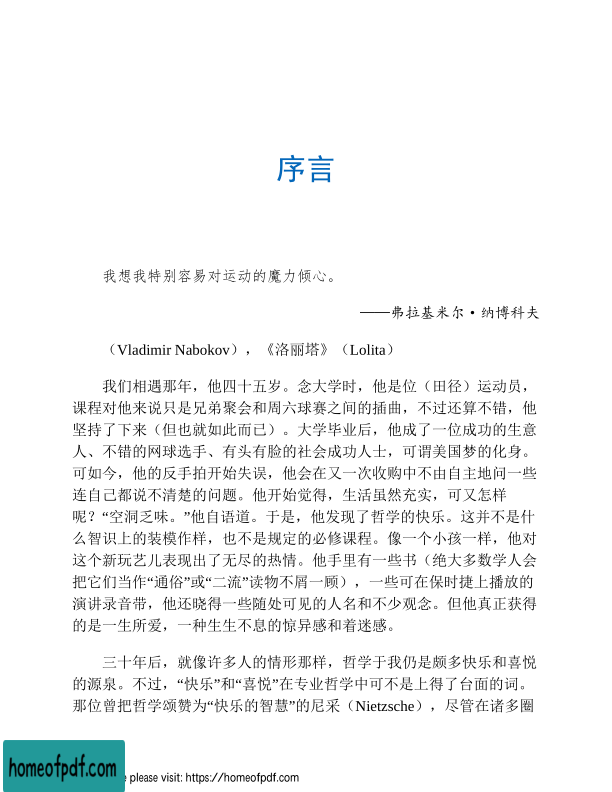 序言
我想我特别容易对运动的魔力倾心。
——弗拉基米尔·纳博科夫
（Vladimir Nabokov），《洛丽塔》（Lolita）
我们相遇那年，他四十五岁。念大学时，他是位（田径）运动员，
课程对他来说只是兄弟聚会和周六球赛之间的插曲，不过还算不错，他
坚持了下来（但也就如此而已）。大学毕业后，他成了一位成功的生意
人、不错的网球选手、有头有脸的社会成功人士，可谓美国梦的化身。
可如今，他的反手拍开始失误，他会在又一次收购中不由自主地问一些
连自己都说不清楚的问题。他开始觉得，生活虽然充实，可又怎样
呢？“空洞乏味。”他自语道。于是，他发现了哲学的快乐。这并不是什
么智识上的装模作样，也不是规定的必修课程。像一个小孩一样，他对
这个新玩艺儿表现出了无尽的热情。他手里有一些书（绝大多数学人会
把它们当作“通俗”或“二流”读物不屑一顾），一些可在保时捷上播放的
演讲录音带，他还晓得一些随处可见的人名和不少观念。但他真正获得
的是一生所爱，一种生生不息的惊异感和着迷感。
三十年后，就像许多人的情形那样，哲学于我仍是颇多快乐和喜悦
的源泉。不过，“快乐”和“喜悦”在专业哲学中可不是上得了台面的词。
那位曾把哲学颂赞为“快乐的智慧”的尼采（Nietzsche），尽管在诸多圈
homeofpdf.com
e please visit: https://homeofpdf.com